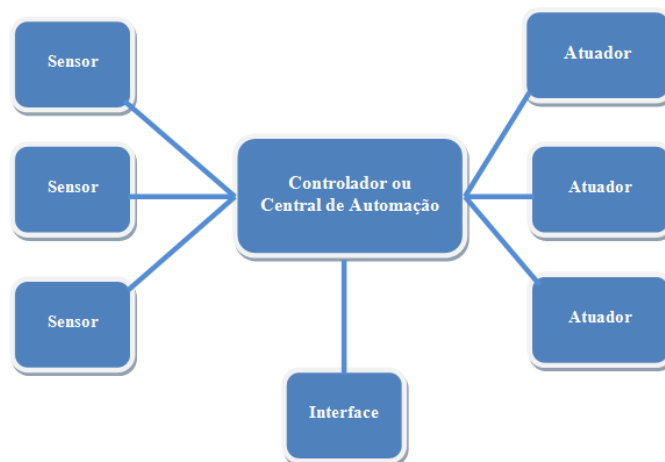 Sensor
Atuador
Sensor
Controlador ou
Central de Automação
Atuador
Sensor
Atuador
Interface